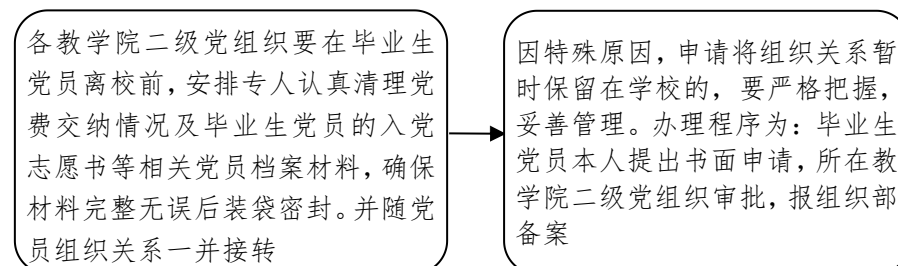 各教学院二级党组织要在毕业生
党员离校前，安排专人认真清理党
费交纳情况及毕业生党员的入党
志愿书等相关党员档案材料，确保
材料完整无误后装袋密封。并随党
员组织关系一并接转
因特殊原因，申请将组织关系暂
时保留在学校的，要严格把握，
妥善管理。办理程序为：毕业生
党员本人提出书面申请，所在教
学院二级党组织审批，报组织部
备案